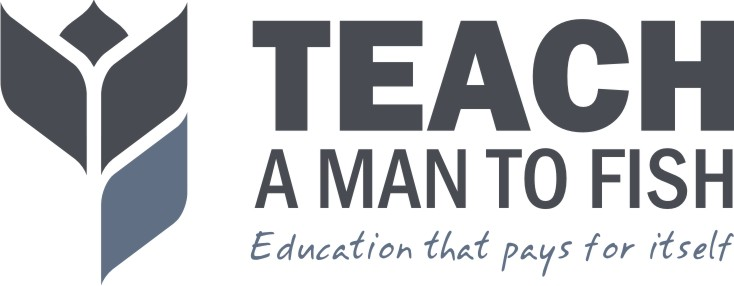 TEACH
A MAN TO FISH
Education that pays for itself